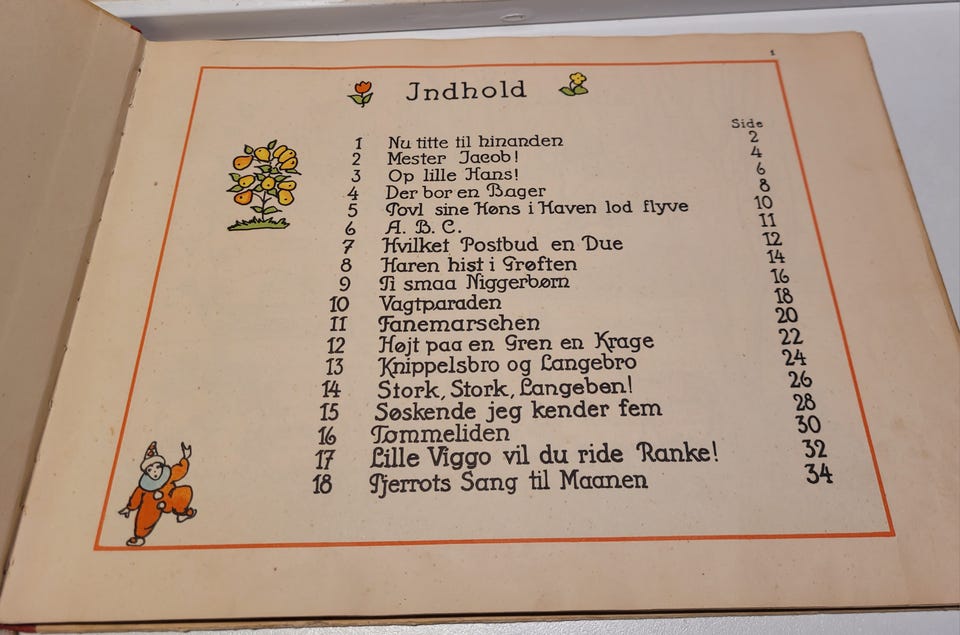 1
Indhold
Side
1 Nu titte til hinanden 2
2 Mester Jacob! 4
3 Op lille Hans! 6
4 Der bor en Bager 8
5 Povl sine Høns i Haven lod flyve 10
6 A. B. C. 11
7 Hvilket Postbud en Due 12
8 Haren hist i Grøften 14
9 Ti smaa Niggerbørn 16
10 Vagtparaden 18
11 Fanemarschen 20
12 Højt paa en Gren en Krage 22
13 Knippelsbro og Langebro 24
14 Stork, Stork, Langeben! 26
15 Søskende jeg kender fem 28
16 Tommeliden 30
17 Lille Viggo vil du ride Ranke! 32
18 Pjerrots Sang til Maanen 34